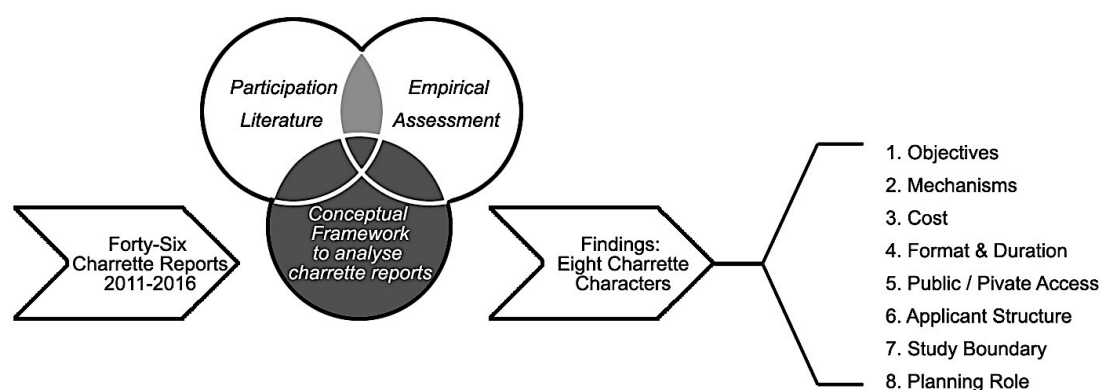 Forty-Six
Charrette Reports
2011-2016
Participation
Literature
Empirical
Assessment
Conceptual
Framework
to analyse
charrette reports
Findings:
Eight Charrette
Characters
1. Objectives
2. Mechanisms
3. Cost
4. Format & Duration
5. Public / Pivate Access
6. Applicant Structure
7. Study Boundary
8. Planning Role